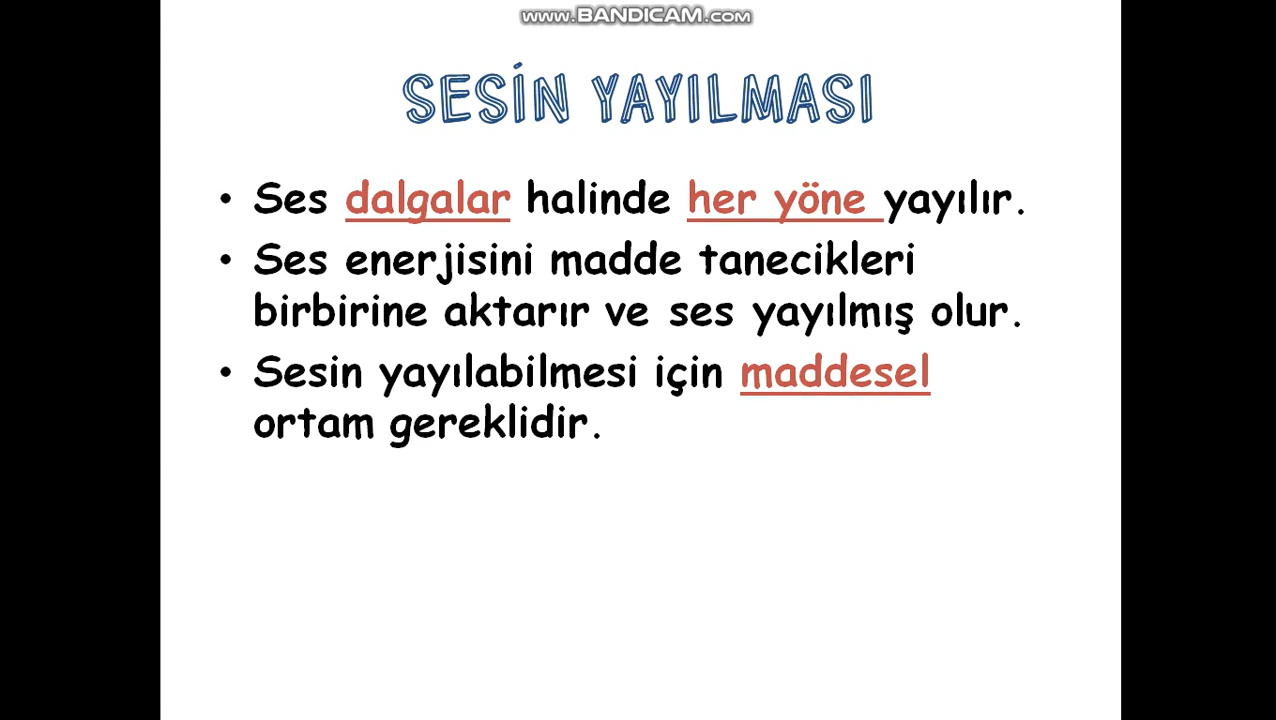 www.BANDICAM.com
SESİN YAYILMASI
• Ses dalgalar halinde her yöne yayılır.
• Ses enerjisini madde tanecikleri
birbirine aktarır ve ses yayılmış olur.
• Sesin yayılabilmesi için maddesel
ortam gereklidir.